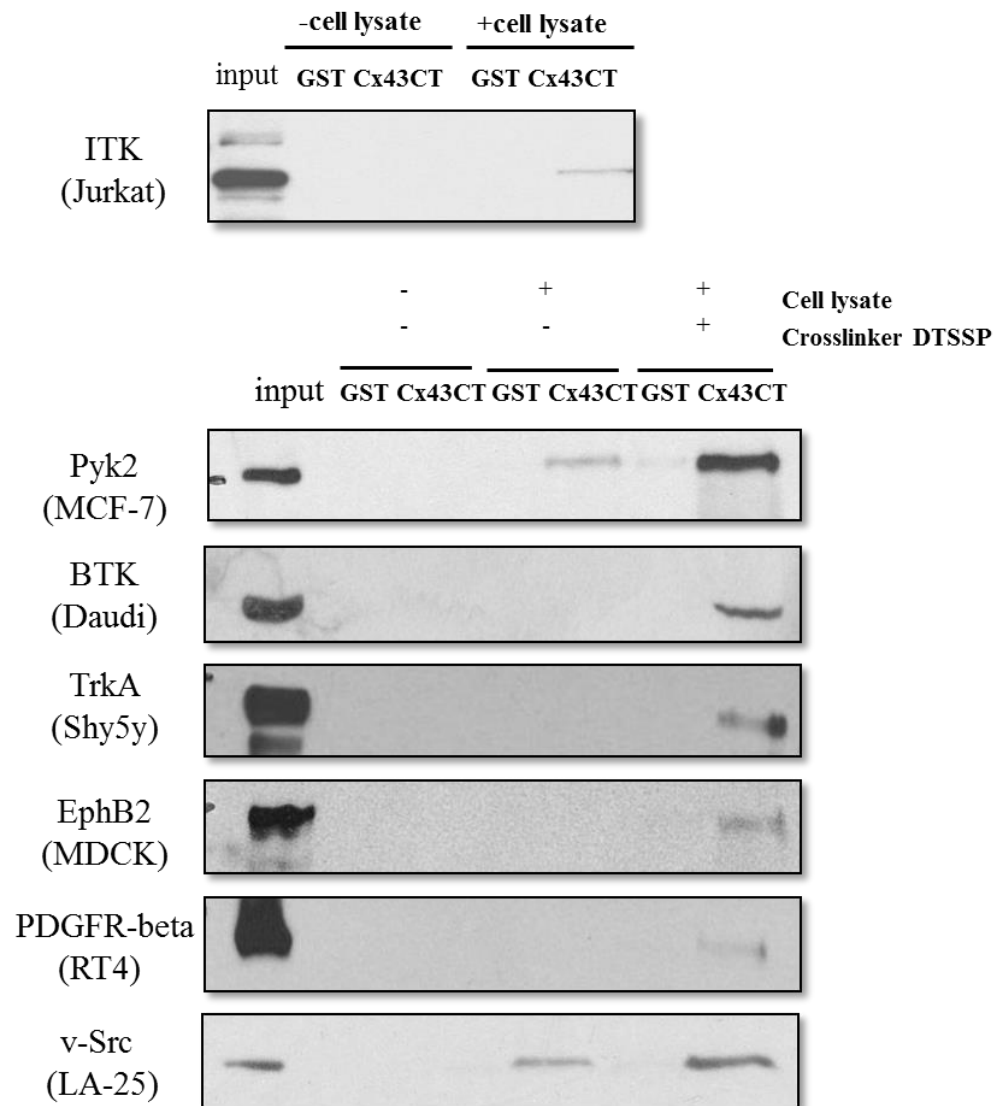 -cell lysate +cell lysate
input GST Cx43CT GST Cx43CT
ITK
(Jurkat)
- + + Cell lysate
- - + Crosslinker DTSSP
input GST Cx43CT GST Cx43CT GST Cx43CT
Pyk2
(MCF-7)
BTK
(Daudi)
TrkA
(Shy5y)
EphB2
(MDCK)
PDGFR-beta
(RT4)
v-Src
(LA-25)